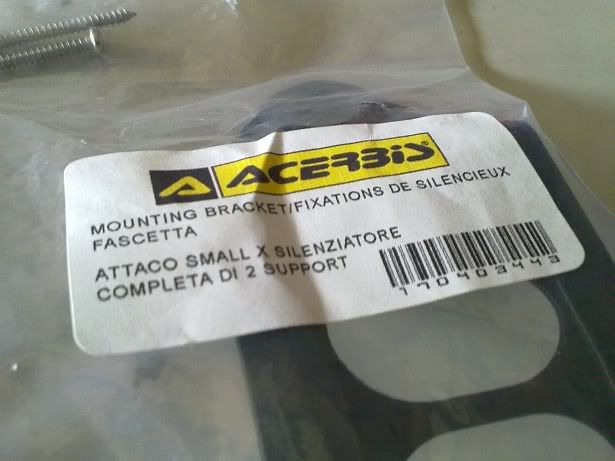 ACERBIS
MOUNTING BRACKET/FIXATIONS DE SILENCIEUX
FASCETTA
ATTACO SMALL X SILENZIATORE
COMPLETA DI 2 SUPPORT
170403443